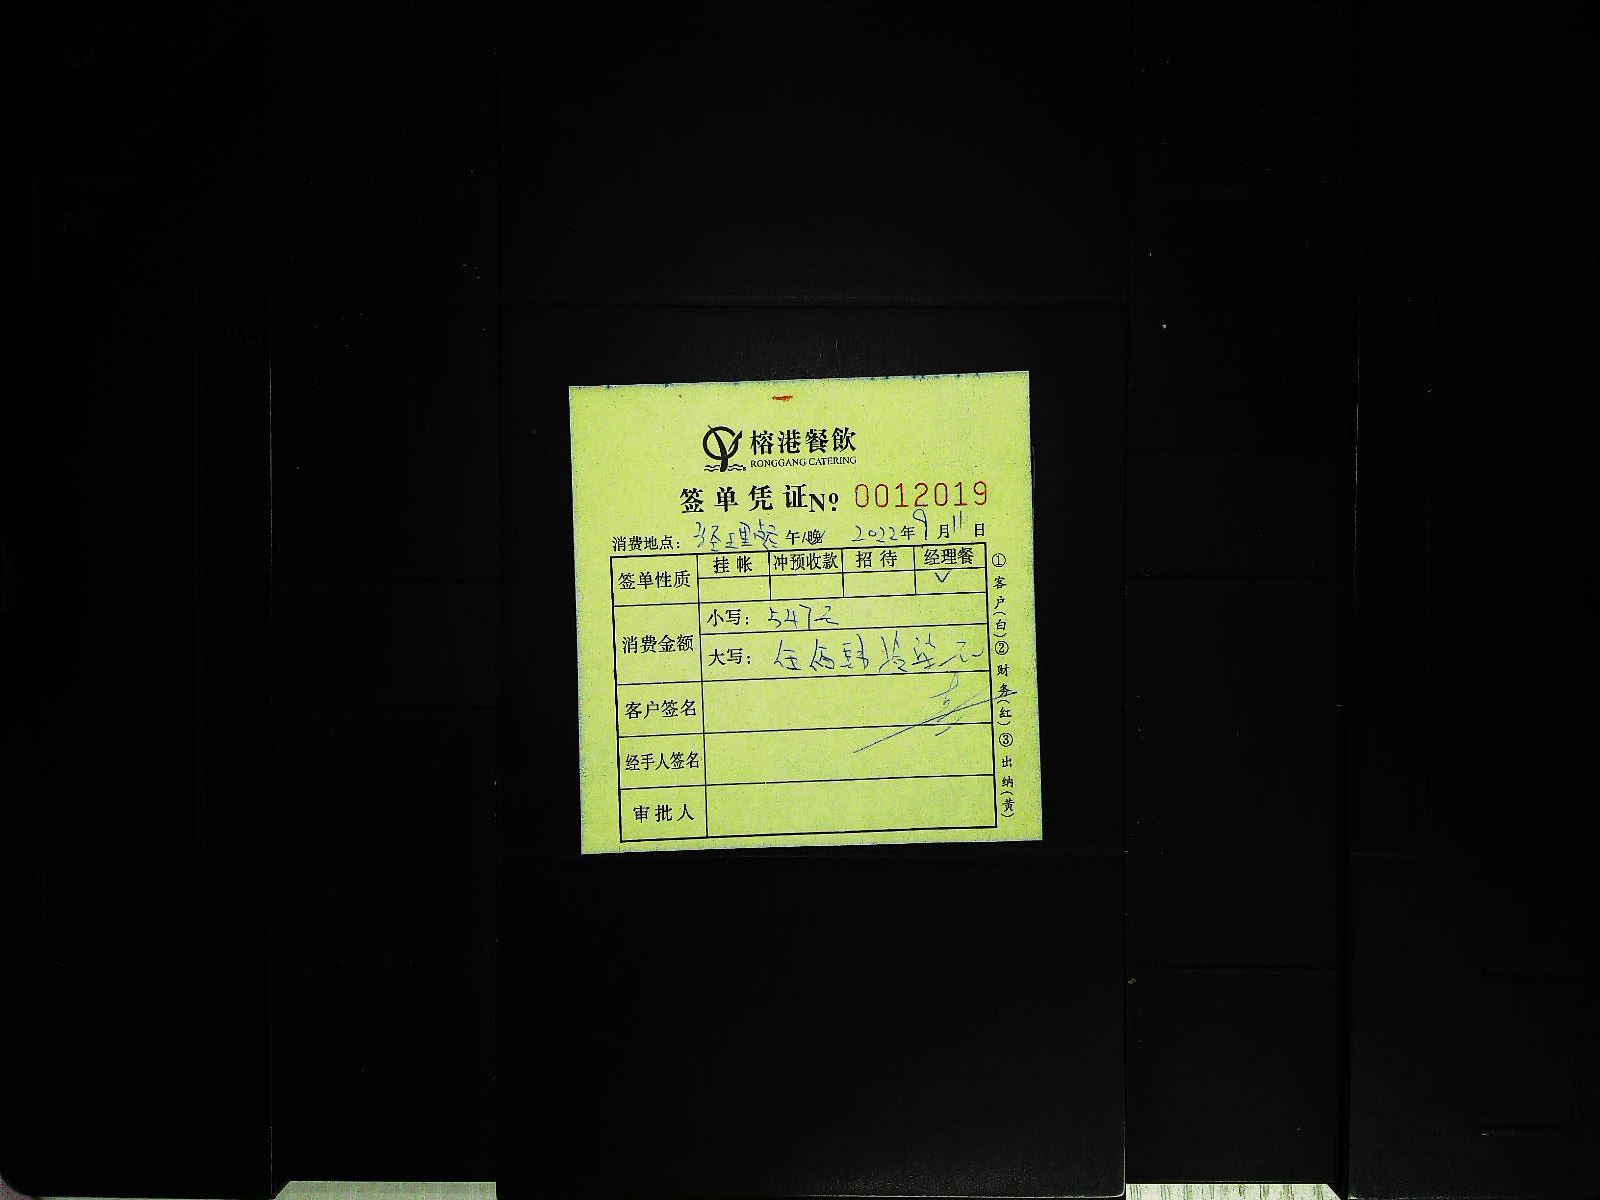 榕港餐飲
RONGGANG CATERING
签单凭证 № 0012019
消费地点：经理餐 午/晚 2022年9月11日
签单性质 挂帐 冲预收款 招待 经理餐
✓
消费金额 小写：547元
大写：伍佰肆拾柒元
客户签名
经手人签名
审批人
①客户（白）②财务（红）③出纳（黄）